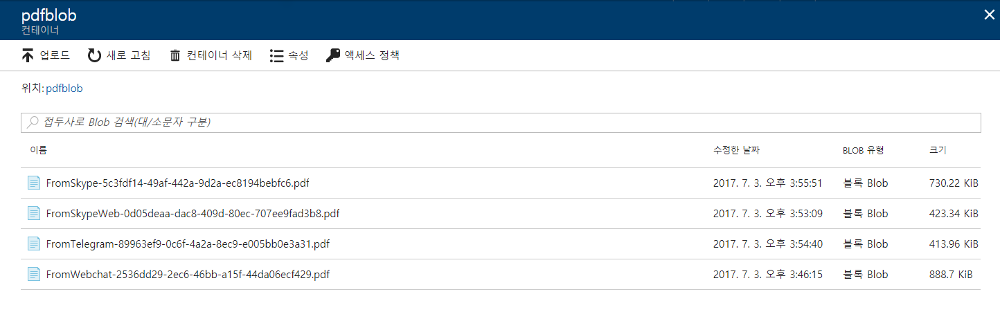 pdfblob
컨테이너
업로드 새로 고침 컨테이너 삭제 속성 액세스 정책
위치: pdfblob
접두사로 Blob 검색(대/소문자 구분)
이름 수정한 날짜 BLOB 유형 크기
FromSkype-5c3fdf14-49af-442a-9d2a-ec8194bebfc6.pdf 2017. 7. 3. 오후 3:55:51 블록 Blob 730.22 KiB
FromSkypeWeb-0d05deaa-dac8-409d-80ec-707ee9fad3b8.pdf 2017. 7. 3. 오후 3:53:09 블록 Blob 423.34 KiB
FromTelegram-89963ef9-0c6f-4a2a-8ec9-e005bb0e3a31.pdf 2017. 7. 3. 오후 3:54:40 블록 Blob 413.96 KiB
FromWebchat-2536dd29-2ec6-46bb-a15f-44da06ecf429.pdf 2017. 7. 3. 오후 3:46:15 블록 Blob 888.7 KiB